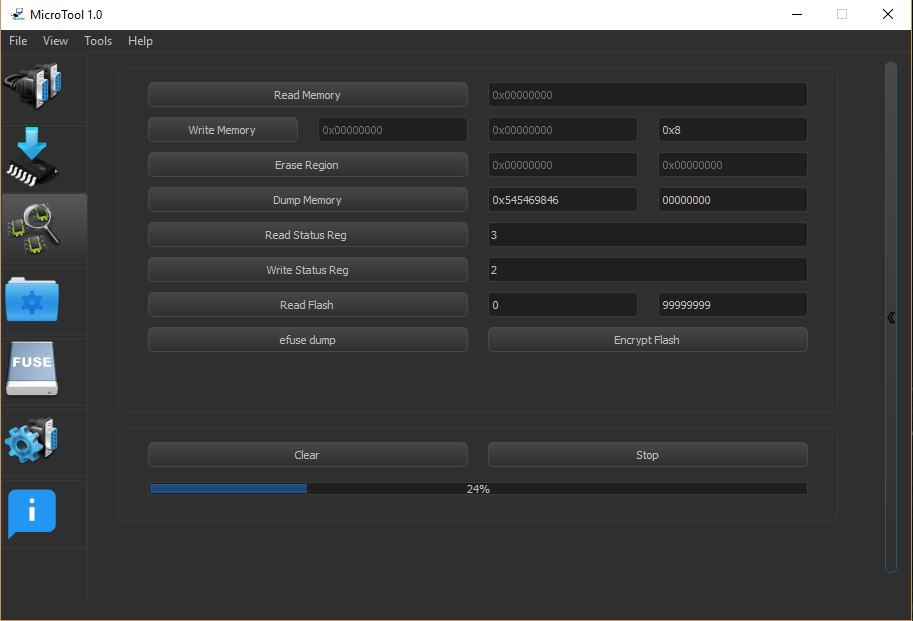 MicroTool 1.0
File View Tools Help
Read Memory 0x00000000
Write Memory 0x00000000 0x00000000 0x8
Erase Region 0x00000000 0x00000000
Dump Memory 0x545469846 00000000
Read Status Reg 3
Write Status Reg 2
FUSE
Read Flash 0 99999999
efuse dump Encrypt Flash
Clear Stop
24%
i